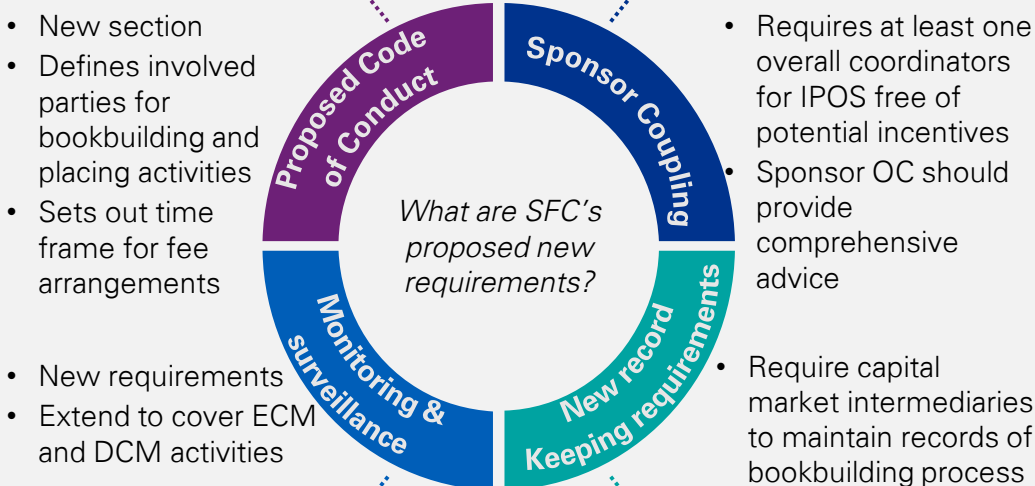 • New section
• Defines involved
parties for
bookbuilding and
placing activities
• Sets out time
frame for fee
arrangements
Proposed Code
of Conduct
Sponsor Coupling
• Requires at least one
overall coordinators
for IPOS free of
potential incentives
• Sponsor OC should
provide
comprehensive
advice
What are SFC's
proposed new
requirements?
• New requirements
• Extend to cover ECM
and DCM activities
Monitoring &
surveillance
New record
Keeping requirements
• Require capital
market intermediaries
to maintain records of
bookbuilding process